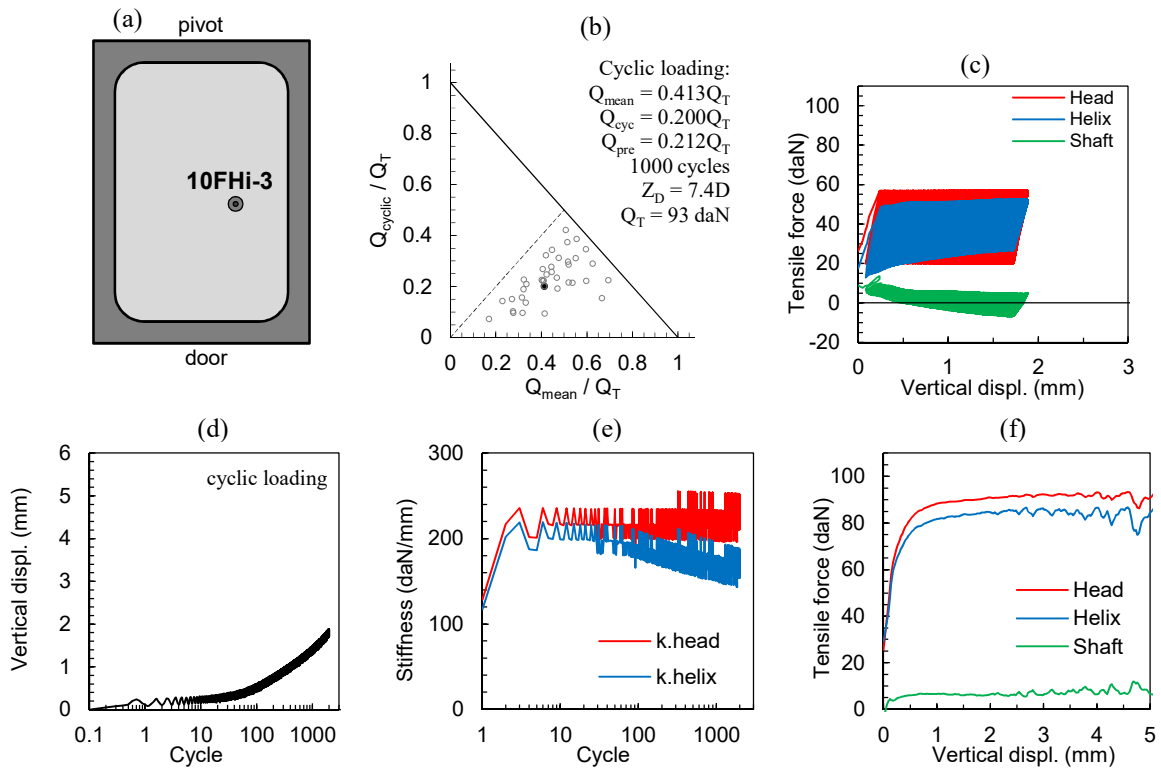 (a)
pivot
10FHi-3
door
(b)
Cyclic loading:
Q_mean = 0.413Q_T
Q_cyc = 0.200Q_T
Q_pre = 0.212Q_T
1000 cycles
Z_D = 7.4D
Q_T = 93 daN
Q_cyclic / Q_T
1
0.8
0.6
0.4
0.2
0
0 0.2 0.4 0.6 0.8 1
Q_mean / Q_T
(c)
Head
Helix
Shaft
Tensile force (daN)
100
80
60
40
20
0
-20
0 1 2 3
Vertical displ. (mm)
(d)
cyclic loading
Vertical displ. (mm)
6
5
4
3
2
1
0
0.1 1 10 100 1000
Cycle
(e)
Stiffness (daN/mm)
300
200
100
0
k.head
k.helix
1 10 100 1000
Cycle
(f)
Tensile force (daN)
100
80
60
40
20
0
Head
Helix
Shaft
0 1 2 3 4 5
Vertical displ. (mm)